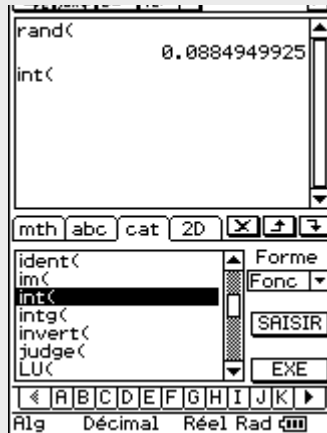 rand(
0.0884949925
int(
mth abc cat 2D
ident(
im(
int(
intg(
invert(
judge(
LU(
Forme
Fonc
SAISIR
EXE
A B C D E F G H I J K
Alg Décimal Réel Rad